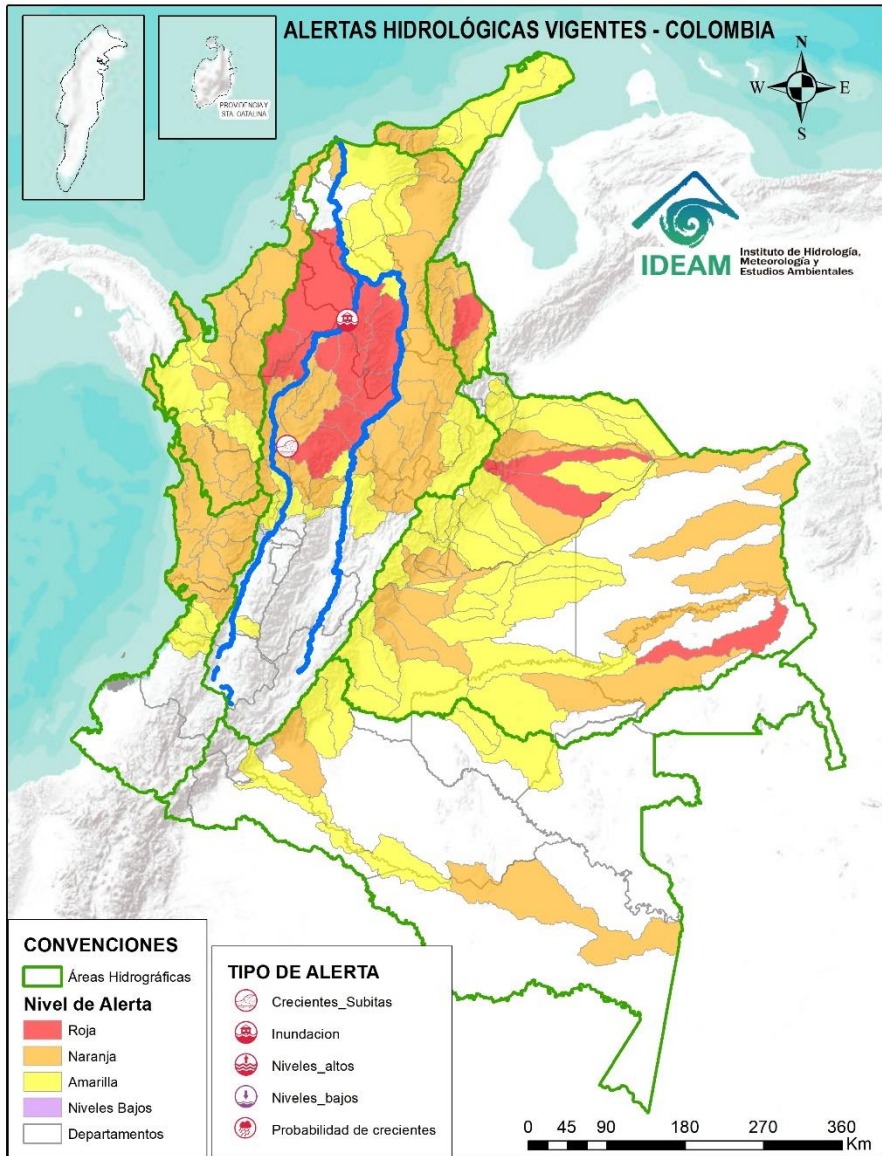 ALERTAS HIDROLÓGICAS VIGENTES - COLOMBIA
PROVIDENCIA Y
STA. CATALINA
N
W
E
S
IDEAM
Instituto de Hidrología,
Meteorología y
Estudios Ambientales
CONVENCIONES
Áreas Hidrográficas
Nivel de Alerta
Roja
Naranja
Amarilla
Niveles Bajos
Departamentos
TIPO DE ALERTA
Crecientes_Subitas
Inundacion
Niveles_altos
Niveles_bajos
Probabilidad de crecientes
0 45 90 180 270 360
Km